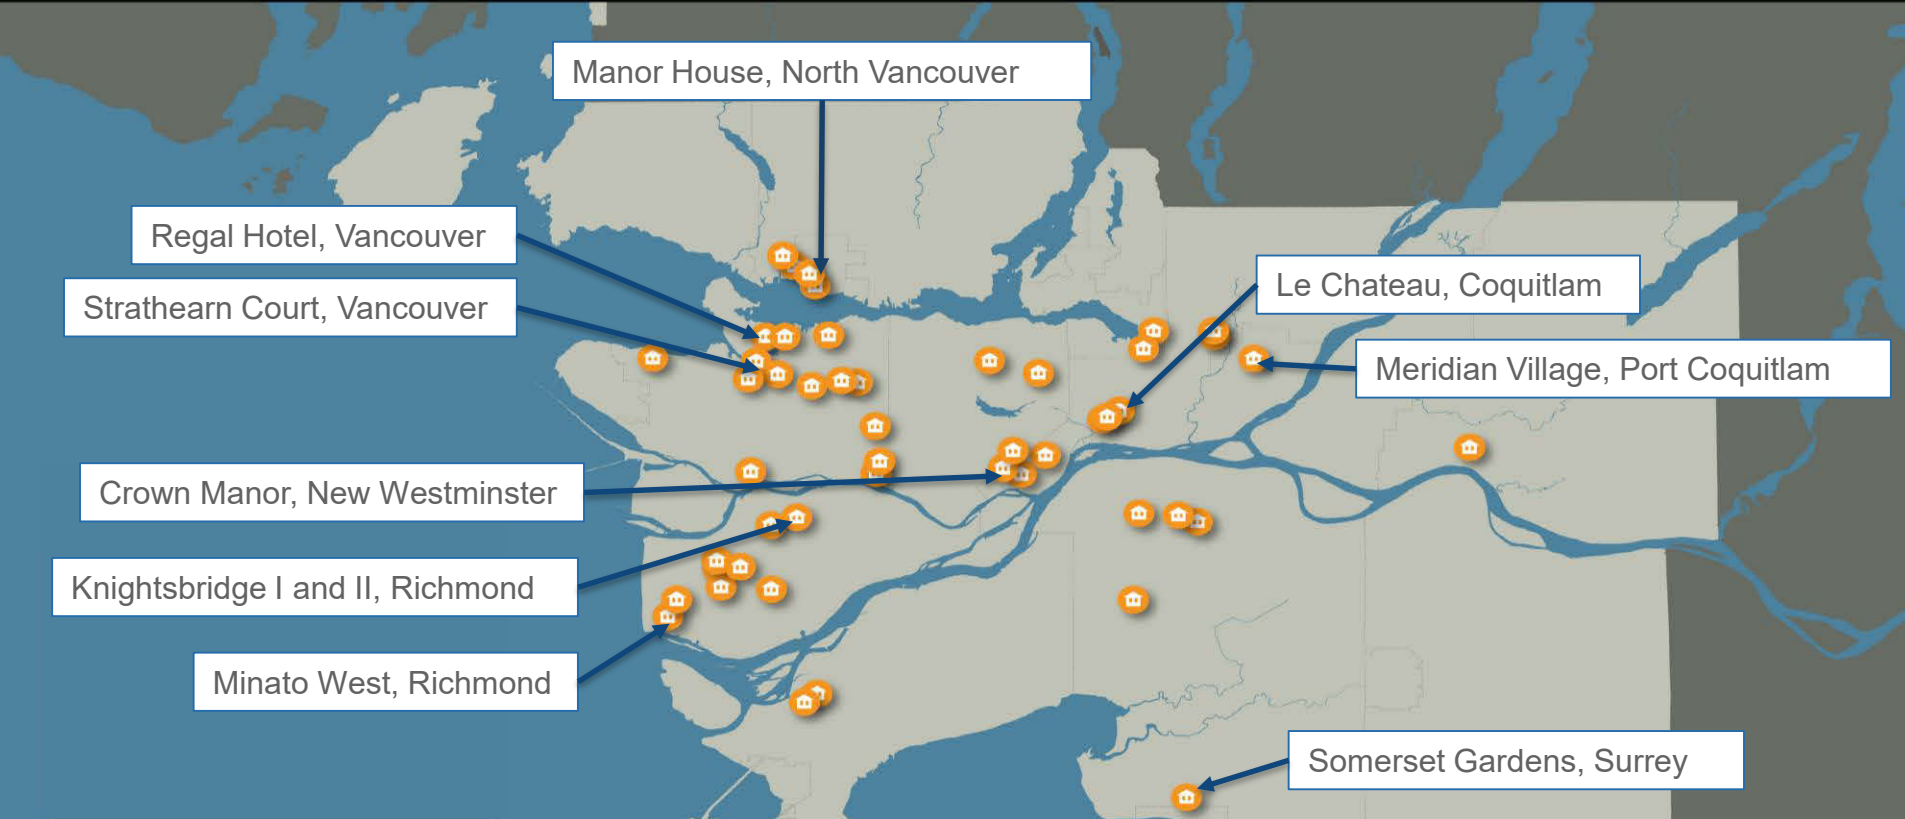 Manor House, North Vancouver
Regal Hotel, Vancouver
Strathearn Court, Vancouver
Le Chateau, Coquitlam
Meridian Village, Port Coquitlam
Crown Manor, New Westminster
Knightsbridge I and II, Richmond
Minato West, Richmond
Somerset Gardens, Surrey